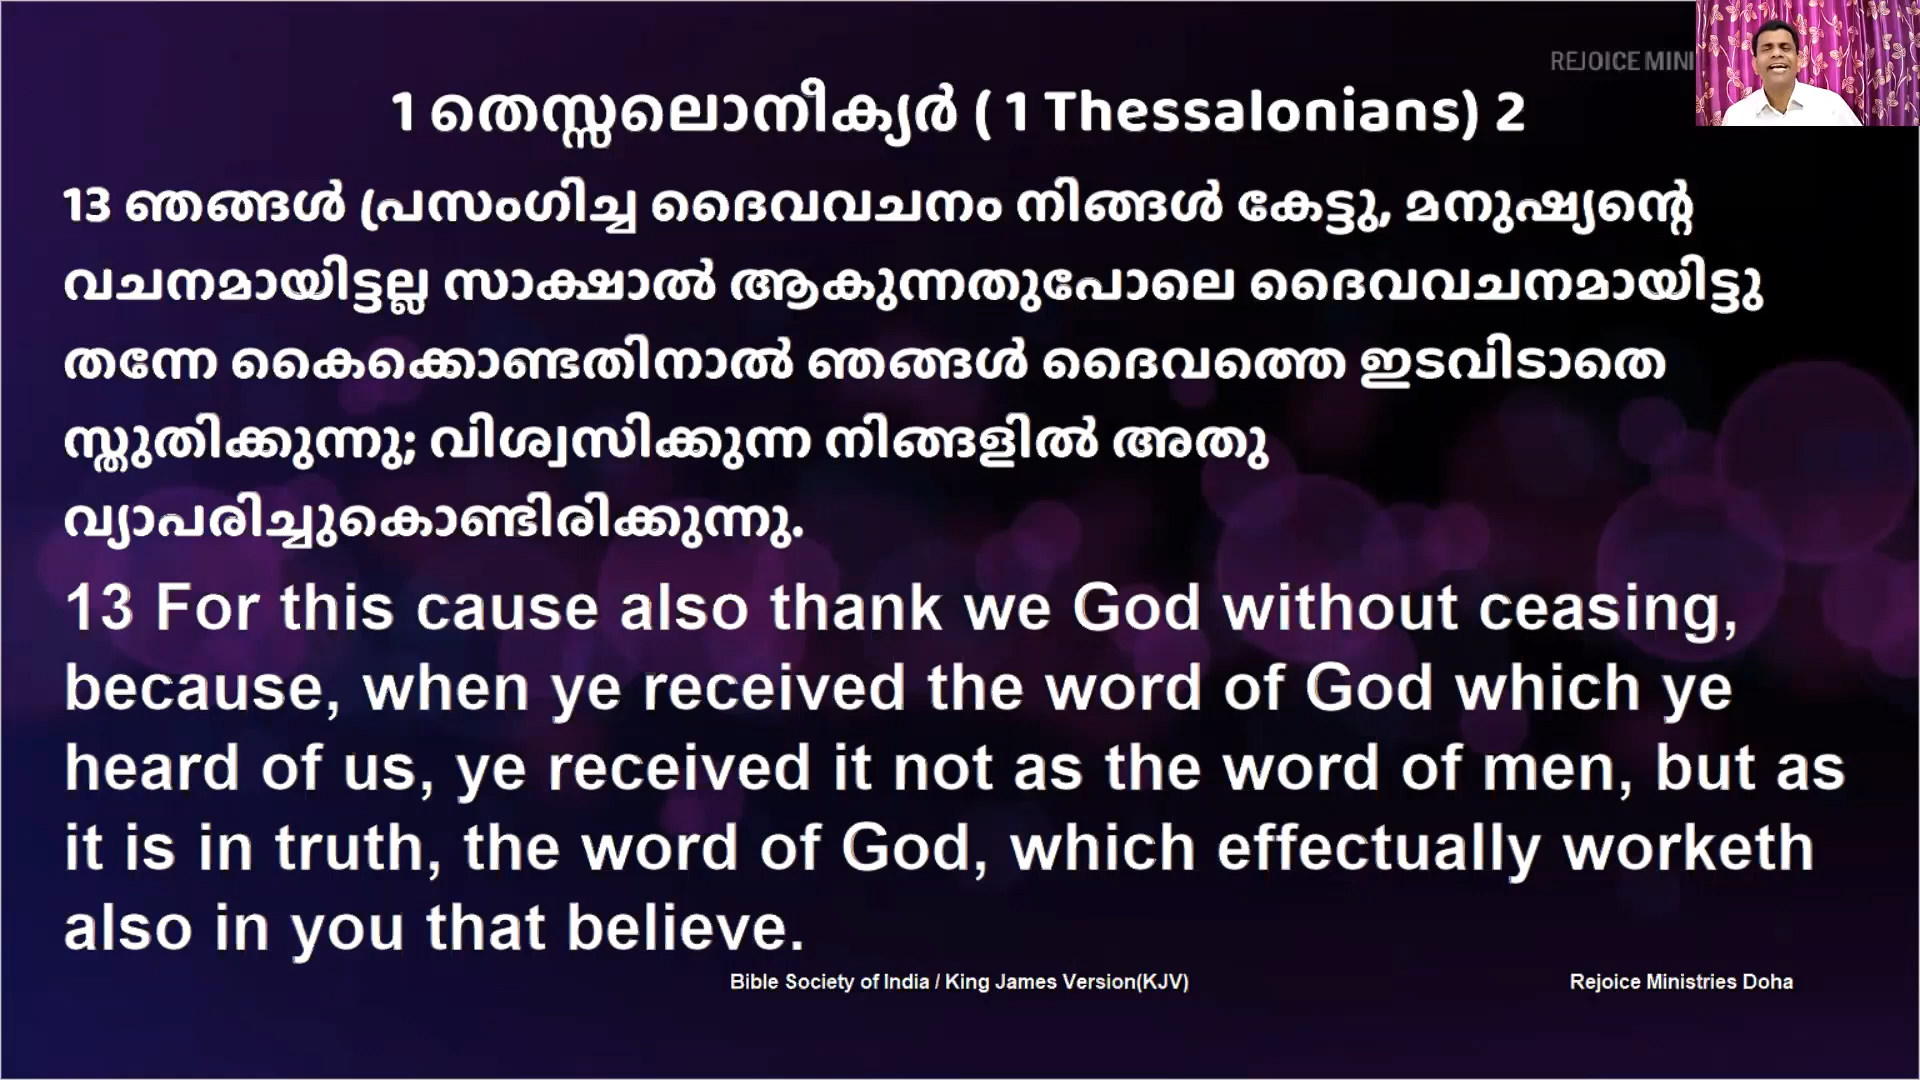 REJOICE MINI
1 തെസ്സലൊനീക്യർ ( 1 Thessalonians) 2
13 ഞങ്ങൾ പ്രസംഗിച്ച ദൈവവചനം നിങ്ങൾ കേട്ടു, മനുഷ്യന്റെ
വചനമായിട്ടല്ല സാക്ഷാൽ ആകുന്നതുപോലെ ദൈവവചനമായിട്ടു
തന്നേ കൈക്കൊണ്ടതിനാൽ ഞങ്ങൾ ദൈവത്തെ ഇടവിടാതെ
സ്തുതിക്കുന്നു; വിശ്വസിക്കുന്ന നിങ്ങളിൽ അതു
വ്യാപരിച്ചുകൊണ്ടിരിക്കുന്നു.
13 For this cause also thank we God without ceasing,
because, when ye received the word of God which ye
heard of us, ye received it not as the word of men, but as
it is in truth, the word of God, which effectually worketh
also in you that believe.
Bible Society of India / King James Version(KJV)
Rejoice Ministries Doha